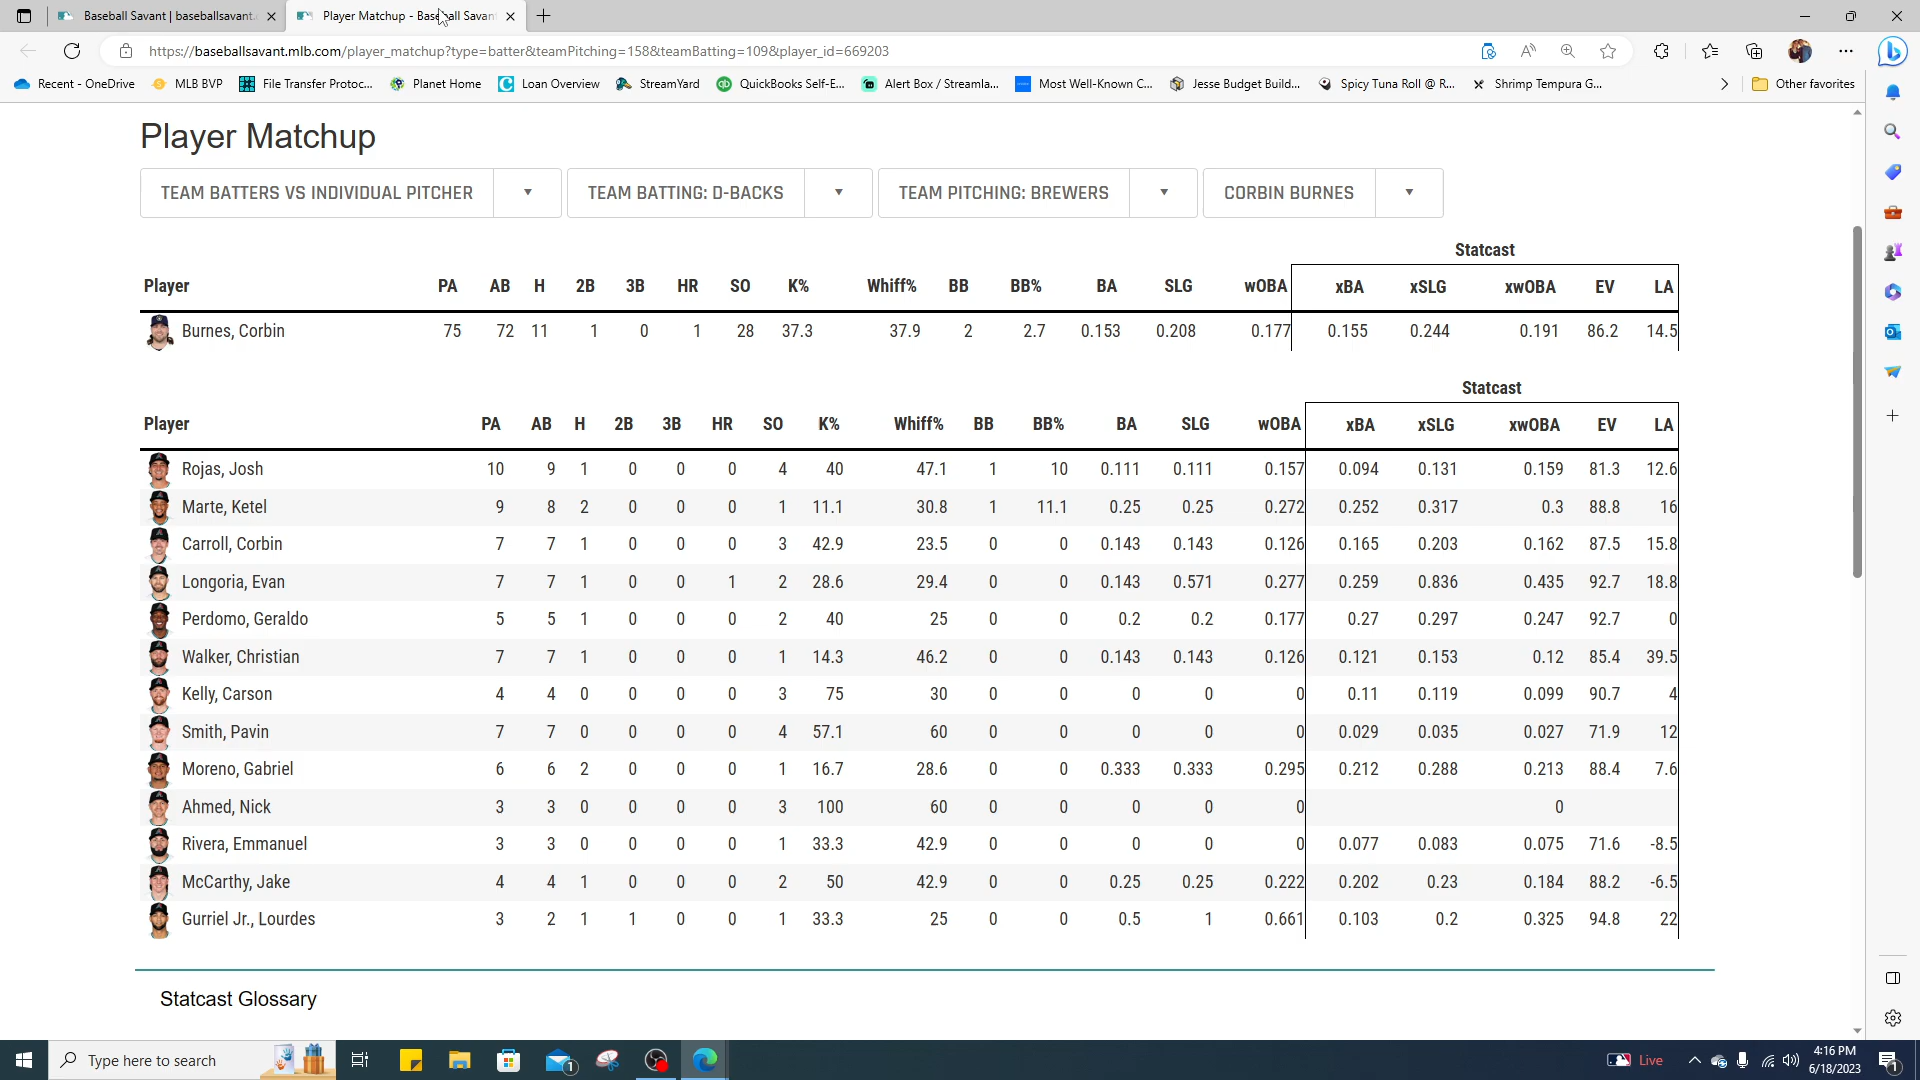 Baseball Savant | baseballsavant.
Player Matchup - Baseball Savant
https://baseballsavant.mlb.com/player_matchup?type=batter&teamPitching=158&teamBatting=109&player_id=669203
Recent - OneDrive MLB BVP File Transfer Protoc... Planet Home Loan Overview StreamYard QuickBooks Self-E... Alert Box / Streamla... Most Well-Known C... Jesse Budget Build... Spicy Tuna Roll @ R... Shrimp Tempura G... Other favorites
Player Matchup
TEAM BATTERS VS INDIVIDUAL PITCHER TEAM BATTING: D-BACKS TEAM PITCHING: BREWERS CORBIN BURNES
Statcast
Player PA AB H 2B 3B HR SO K% Whiff% BB BB% BA SLG wOBA xBA xSLG xwOBA EV LA
Burnes, Corbin 75 72 11 1 0 1 28 37.3 37.9 2 2.7 0.153 0.208 0.177 0.155 0.244 0.191 86.2 14.5
Statcast
Player PA AB H 2B 3B HR SO K% Whiff% BB BB% BA SLG wOBA xBA xSLG xwOBA EV LA
Rojas, Josh 10 9 1 0 0 0 4 40 47.1 1 10 0.111 0.111 0.157 0.094 0.131 0.159 81.3 12.6
Marte, Ketel 9 8 2 0 0 0 1 11.1 30.8 1 11.1 0.25 0.25 0.272 0.252 0.317 0.3 88.8 16
Carroll, Corbin 7 7 1 0 0 0 3 42.9 23.5 0 0 0.143 0.143 0.126 0.165 0.203 0.162 87.5 15.8
Longoria, Evan 7 7 1 0 0 1 2 28.6 29.4 0 0 0.143 0.571 0.277 0.259 0.836 0.435 92.7 18.8
Perdomo, Geraldo 5 5 1 0 0 0 2 40 25 0 0 0.2 0.2 0.177 0.27 0.297 0.247 92.7 0
Walker, Christian 7 7 1 0 0 0 1 14.3 46.2 0 0 0.143 0.143 0.126 0.121 0.153 0.12 85.4 39.5
Kelly, Carson 4 4 0 0 0 0 3 75 30 0 0 0 0 0 0.11 0.119 0.099 90.7 4
Smith, Pavin 7 7 0 0 0 0 4 57.1 60 0 0 0 0 0 0.029 0.035 0.027 71.9 12
Moreno, Gabriel 6 6 2 0 0 0 1 16.7 28.6 0 0 0.333 0.333 0.295 0.212 0.288 0.213 88.4 7.6
Ahmed, Nick 3 3 0 0 0 0 3 100 60 0 0 0 0 0 0
Rivera, Emmanuel 3 3 0 0 0 0 1 33.3 42.9 0 0 0 0 0 0.077 0.083 0.075 71.6 -8.5
McCarthy, Jake 4 4 1 0 0 0 2 50 42.9 0 0 0.25 0.25 0.222 0.202 0.23 0.184 88.2 -6.5
Gurriel Jr., Lourdes 3 2 1 1 0 0 1 33.3 25 0 0 0.5 1 0.661 0.103 0.2 0.325 94.8 22
Statcast Glossary
Type here to search
1
Live
4:16 PM
6/18/2023
1